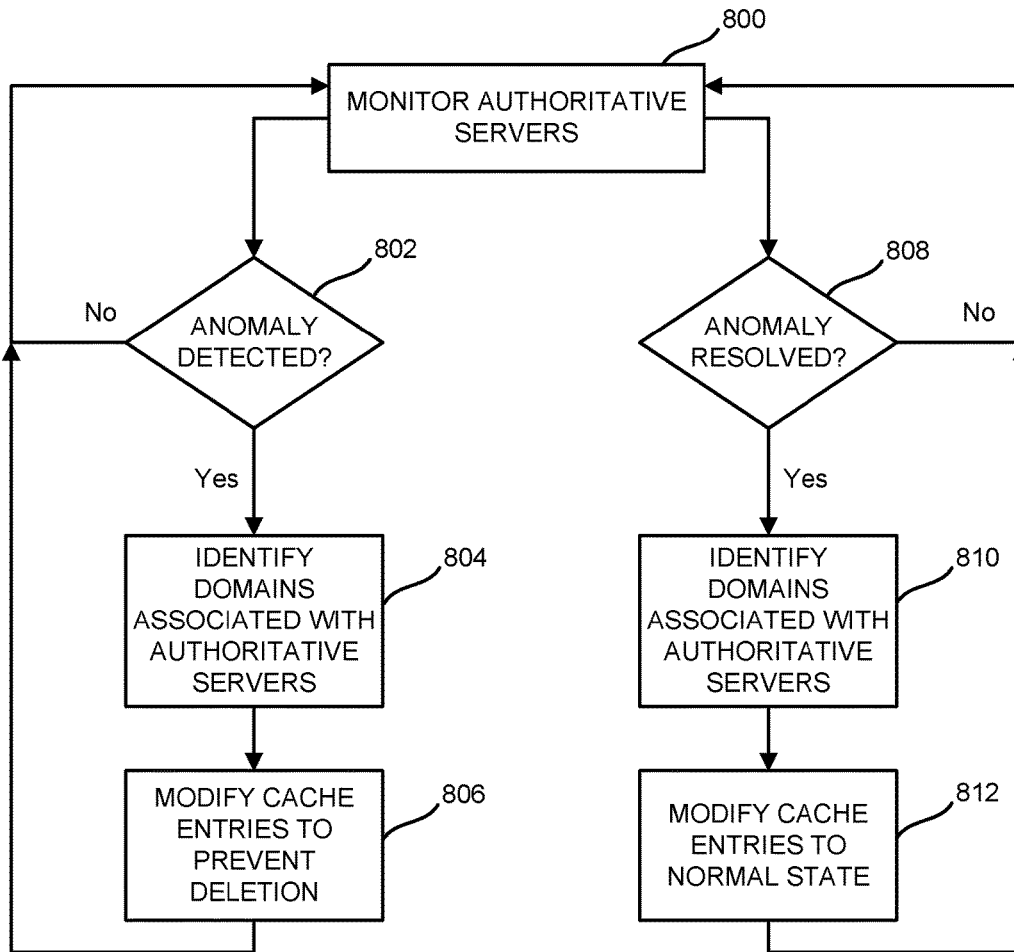 800
MONITOR AUTHORITATIVE
SERVERS
802
No
ANOMALY
DETECTED?
Yes
IDENTIFY
DOMAINS
ASSOCIATED WITH
AUTHORITATIVE
SERVERS
804
MODIFY CACHE
ENTRIES TO
PREVENT
DELETION
806
808
No
ANOMALY
RESOLVED?
Yes
IDENTIFY
DOMAINS
ASSOCIATED WITH
AUTHORITATIVE
SERVERS
810
MODIFY CACHE
ENTRIES TO
NORMAL STATE
812